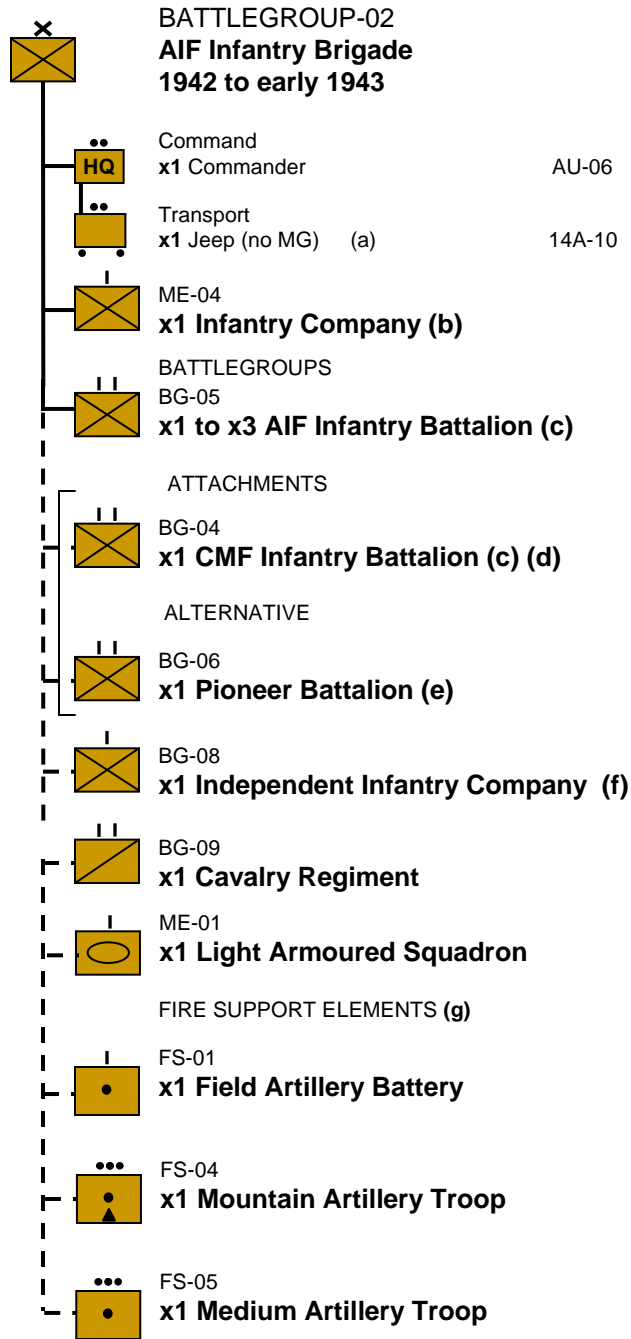 BATTLEGROUP-02
AIF Infantry Brigade
1942 to early 1943
Command
HQ x1 Commander AU-06
Transport
x1 Jeep (no MG) (a) 14A-10
ME-04
x1 Infantry Company (b)
BATTLEGROUPS
BG-05
x1 to x3 AIF Infantry Battalion (c)
ATTACHMENTS
BG-04
x1 CMF Infantry Battalion (c) (d)
ALTERNATIVE
BG-06
x1 Pioneer Battalion (e)
BG-08
x1 Independent Infantry Company (f)
BG-09
x1 Cavalry Regiment
ME-01
x1 Light Armoured Squadron
FIRE SUPPORT ELEMENTS (g)
FS-01
x1 Field Artillery Battery
FS-04
x1 Mountain Artillery Troop
FS-05
x1 Medium Artillery Troop